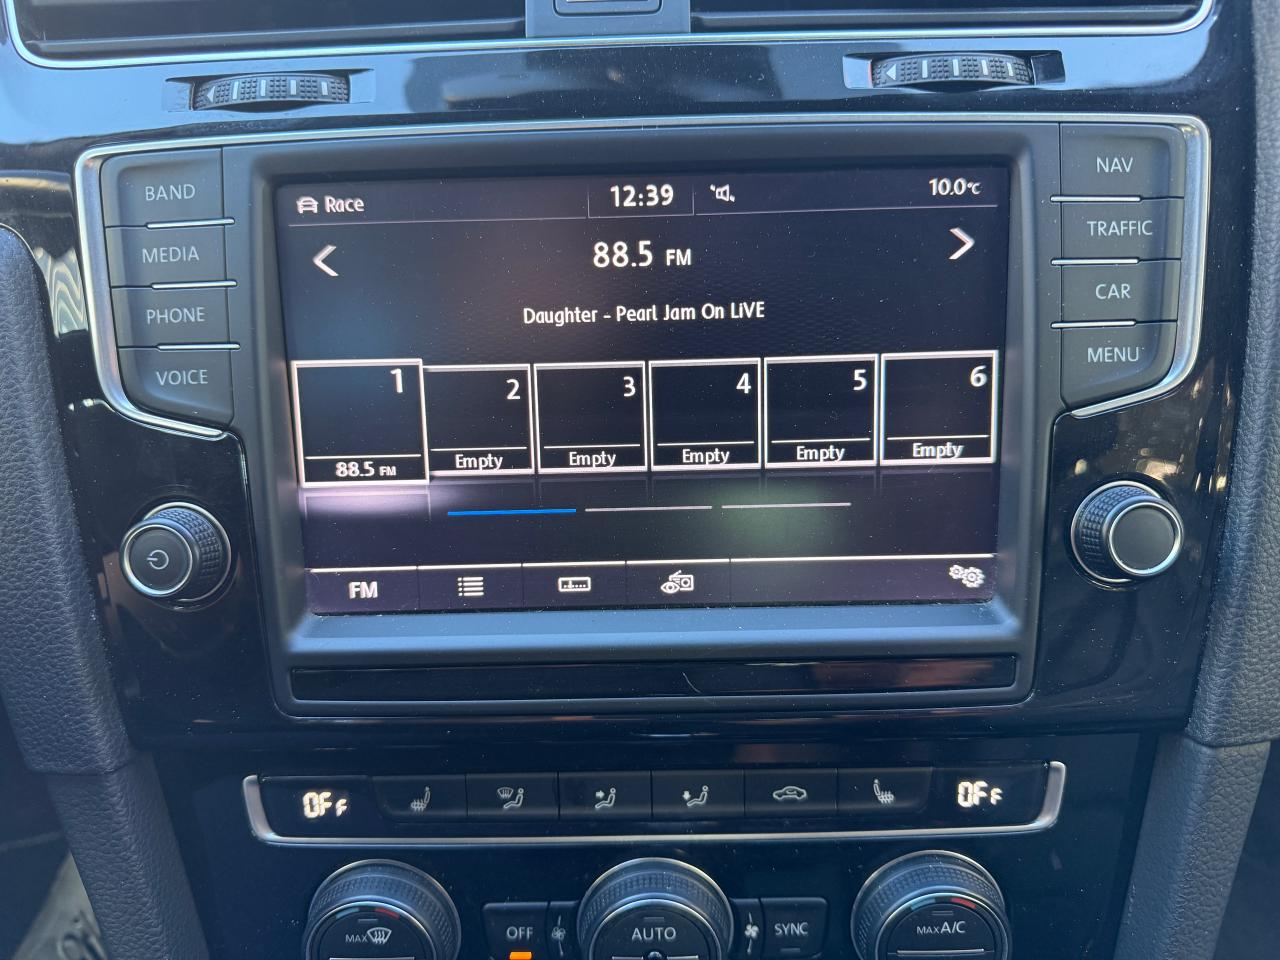 BAND
MEDIA
PHONE
VOICE
NAV
TRAFFIC
CAR
MENU
Race
12:39
10.0°C
88.5 FM
Daughter - Pearl Jam On LiVE
1
88.5 FM
2
Empty
3
Empty
4
Empty
5
Empty
6
Empty
FM
OFF
OFF
MAX
OFF
AUTO
SYNC
MAX A/C